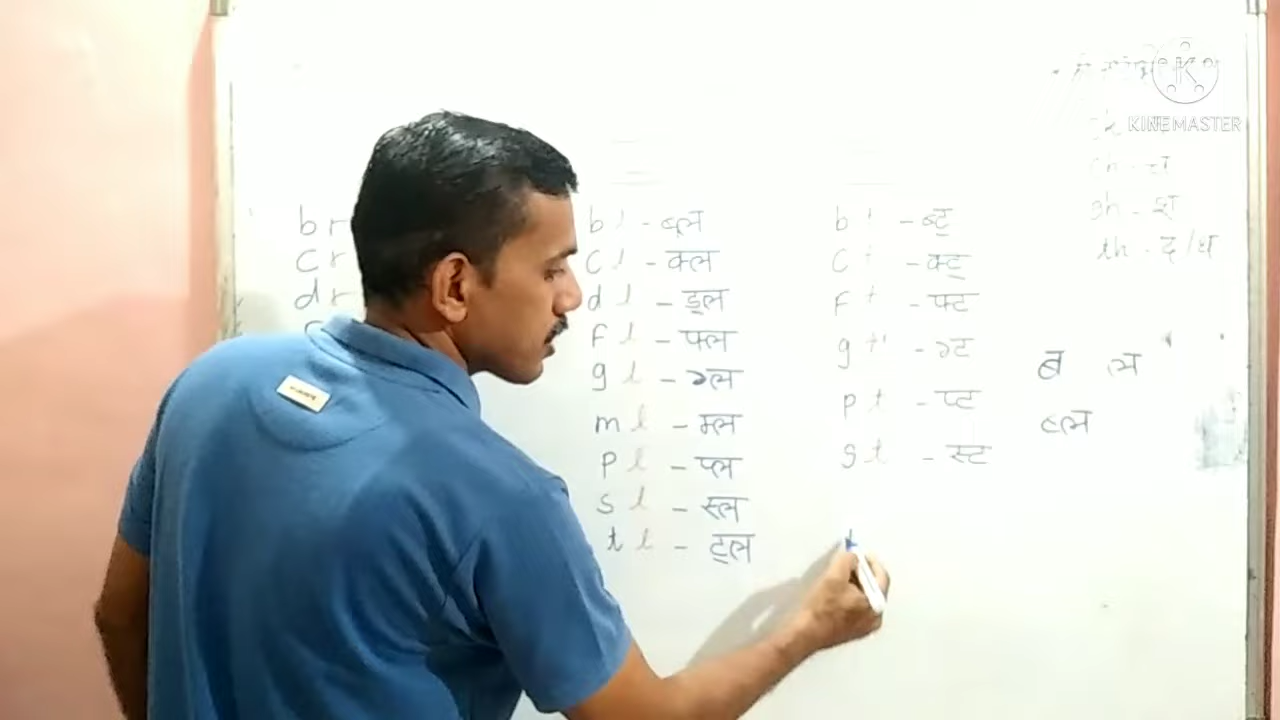 KINEMASTER
br
cr
dr
bl - ब्ल
cl - क्ल
dl - ड्ल
fl - फ्ल
gl - ग्ल
ml - म्ल
pl - प्ल
sl - स्ल
tl - ट्ल
bt - ब्ट्
ct - क्ट्
ft - फ्ट
gt - ग्ट
pt - प्ट
st - स्ट
t
ch - च
sh - श
th - द/थ
ब ल
ब्ल